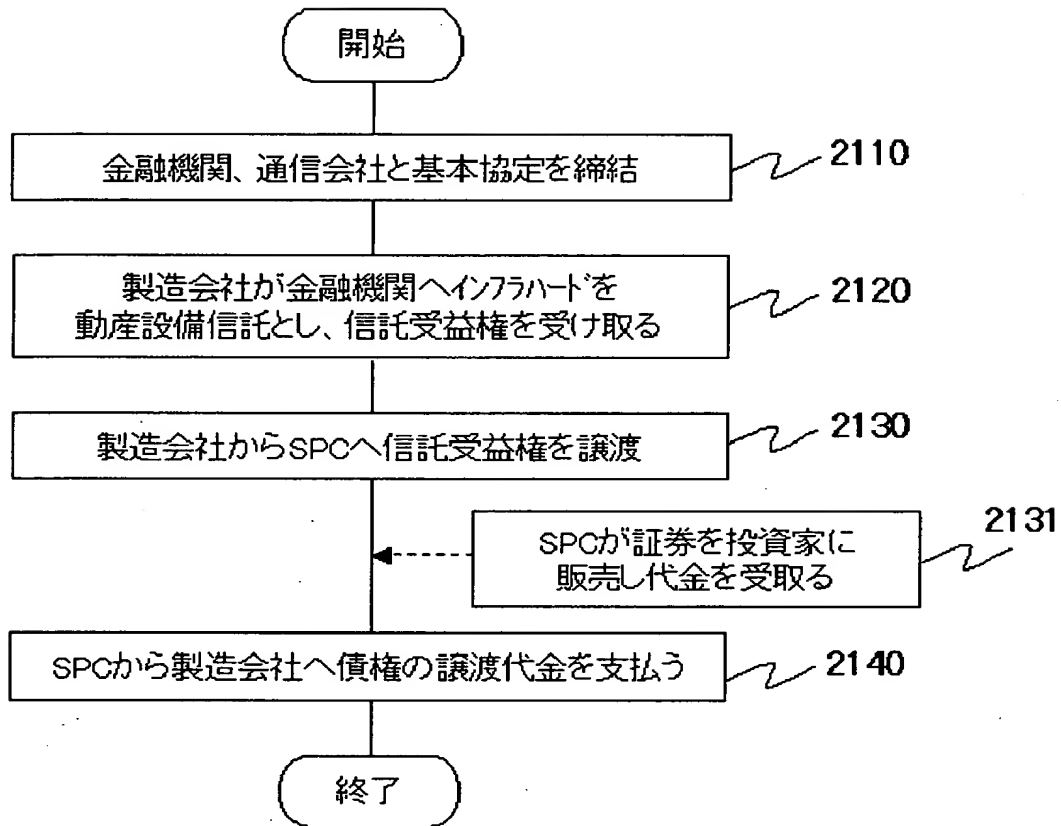 開始
金融機関、通信会社と基本協定を締結
2110
製造会社が金融機関へインフラハードを
動産設備信託とし、信託受益権を受け取る
2120
製造会社からSPCへ信託受益権を譲渡
2130
SPCが証券を投資家に
販売し代金を受取る
2131
SPCから製造会社へ債権の譲渡代金を支払う
2140
終了